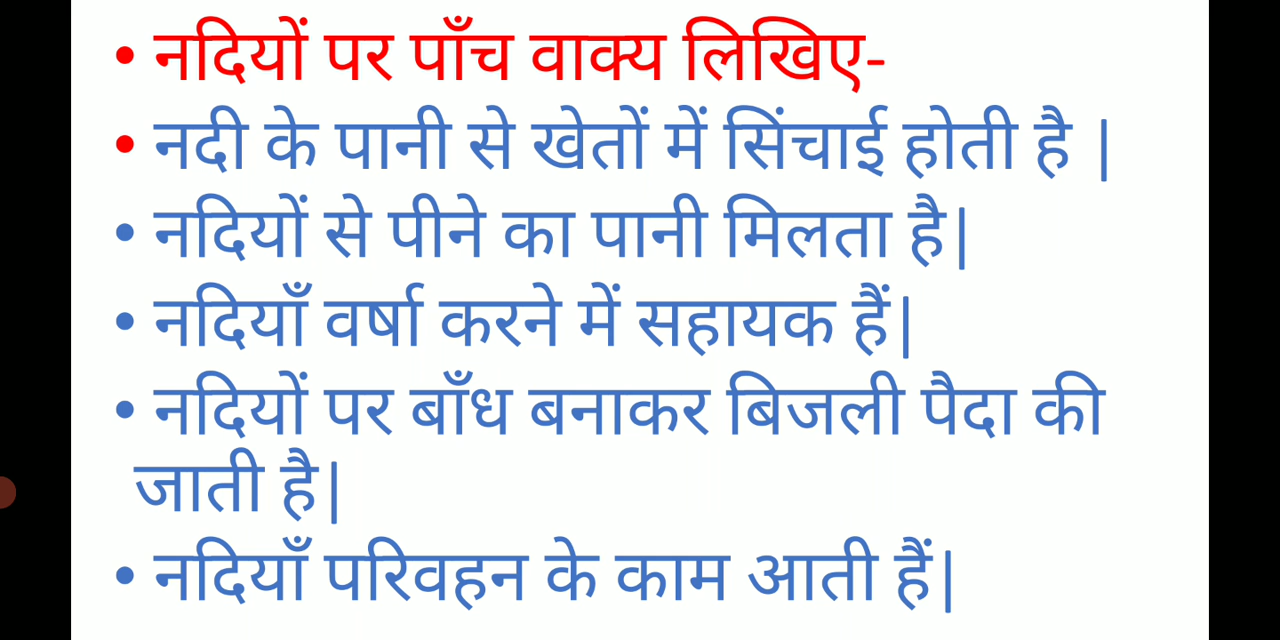 • नदियों पर पाँच वाक्य लिखिए-
• नदी के पानी से खेतों में सिंचाई होती है |
• नदियों से पीने का पानी मिलता है|
• नदियाँ वर्षा करने में सहायक हैं|
• नदियों पर बाँध बनाकर बिजली पैदा की
जाती है|
• नदियाँ परिवहन के काम आती हैं|